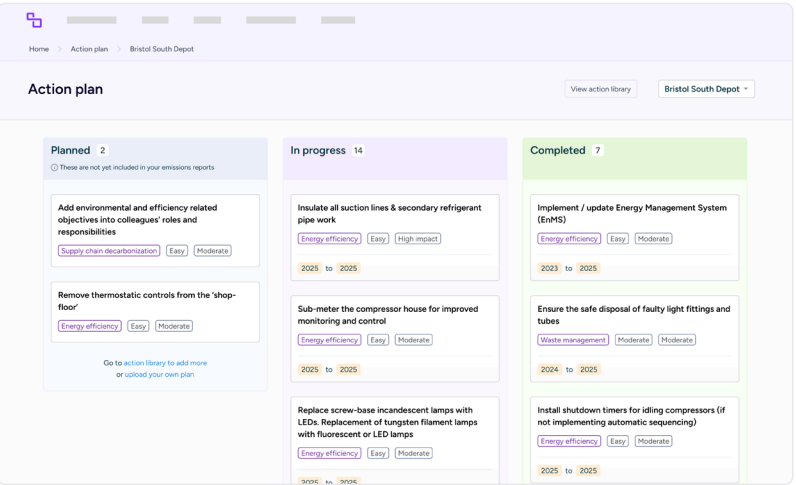 Home > Action plan > Bristol South Depot
Action plan
View action library
Bristol South Depot
Planned 2
These are not yet included in your emissions reports
Add environmental and efficiency related
objectives into colleagues' roles and
responsibilities
Supply chain decarbonization Easy Moderate
Remove thermostatic controls from the ‘shop-
floor’
Energy efficiency Easy Moderate
Go to action library to add more
or upload your own plan
In progress 14
Insulate all suction lines & secondary refrigerant
pipe work
Energy efficiency Easy High impact
2025 to 2025
Sub-meter the compressor house for improved
monitoring and control
Energy efficiency Easy Moderate
2025 to 2025
Replace screw-base incandescent lamps with
LEDs. Replacement of tungsten filament lamps
with fluorescent or LED lamps
Energy efficiency Easy Moderate
2025 to 2025
Completed 7
Implement / update Energy Management System
(EnMS)
Energy efficiency Easy Moderate
2023 to 2025
Ensure the safe disposal of faulty light fittings and
tubes
Waste management Moderate Moderate
2024 to 2025
Install shutdown timers for idling compressors (if
not implementing automatic sequencing)
Energy efficiency Easy Moderate
2025 to 2025